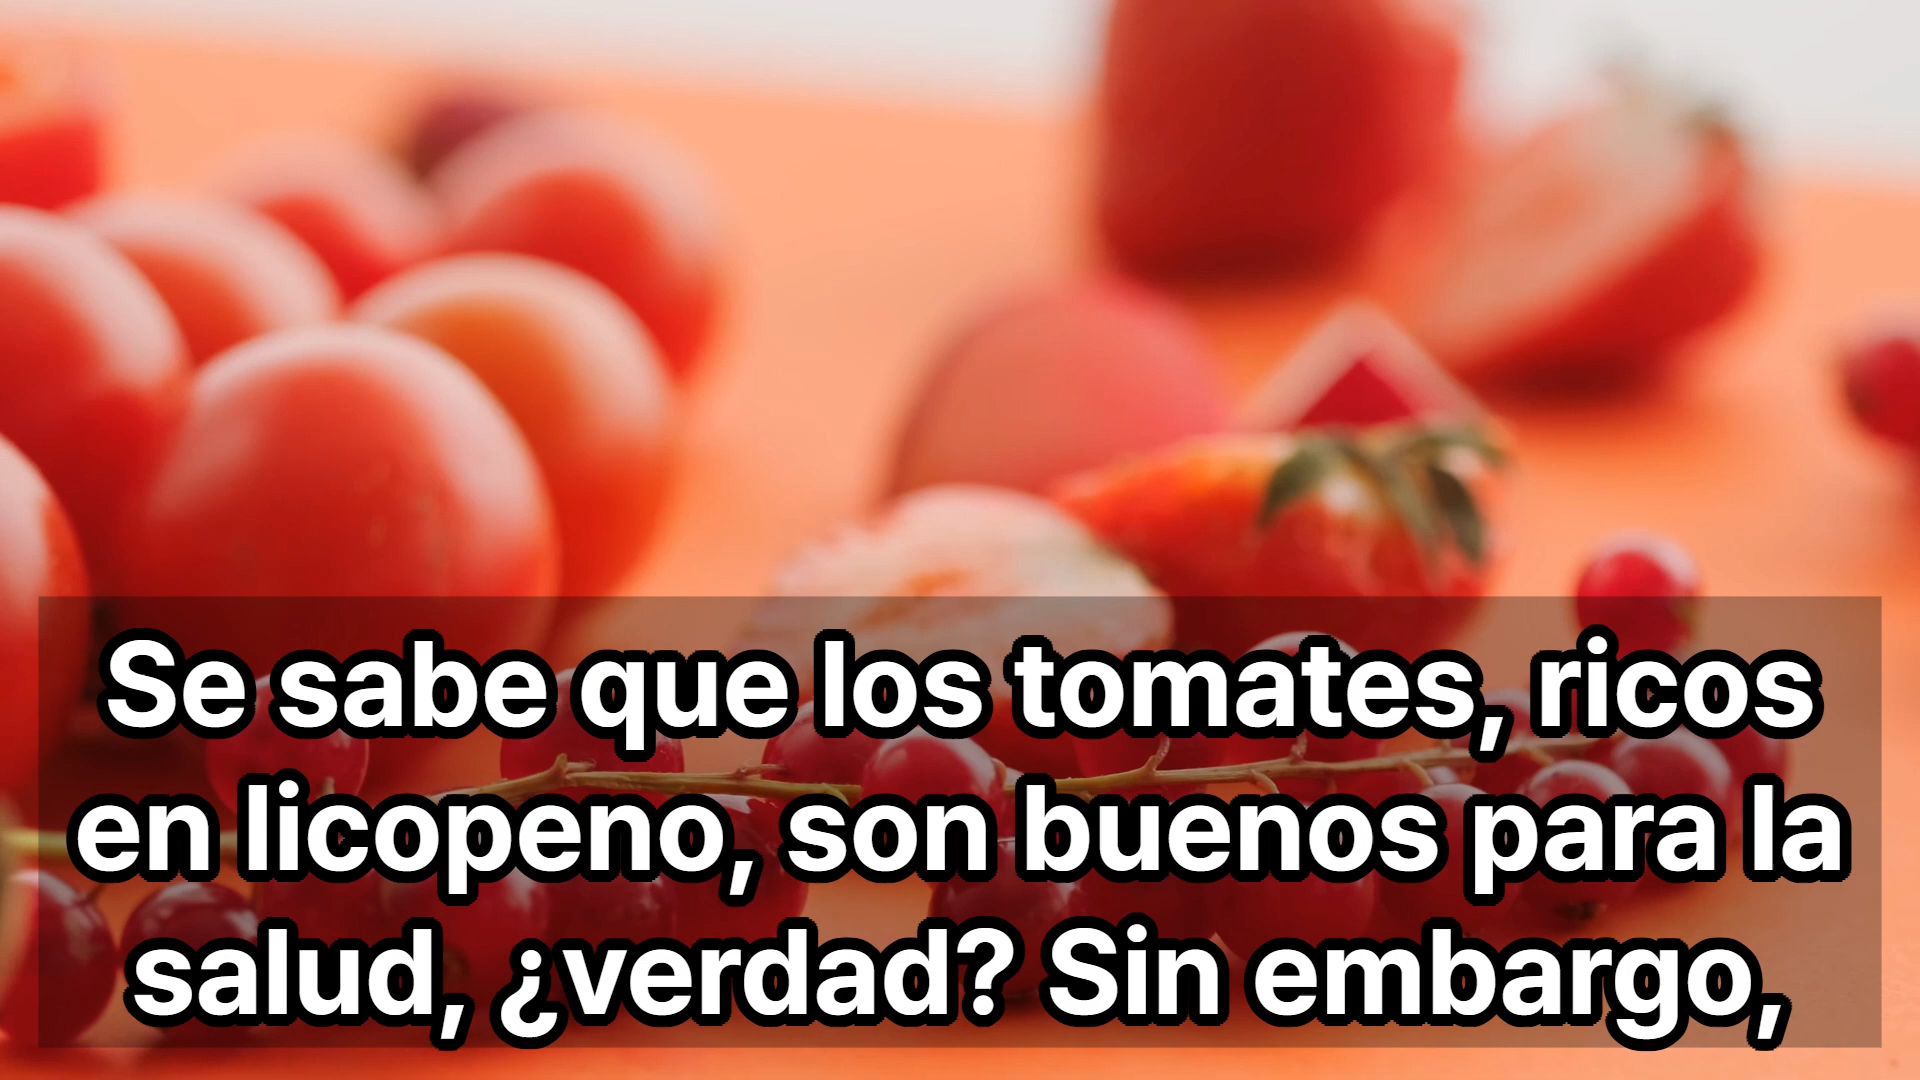 Se sabe que los tomates, ricos
en licopeno, son buenos para la
salud, ¿verdad? Sin embargo,